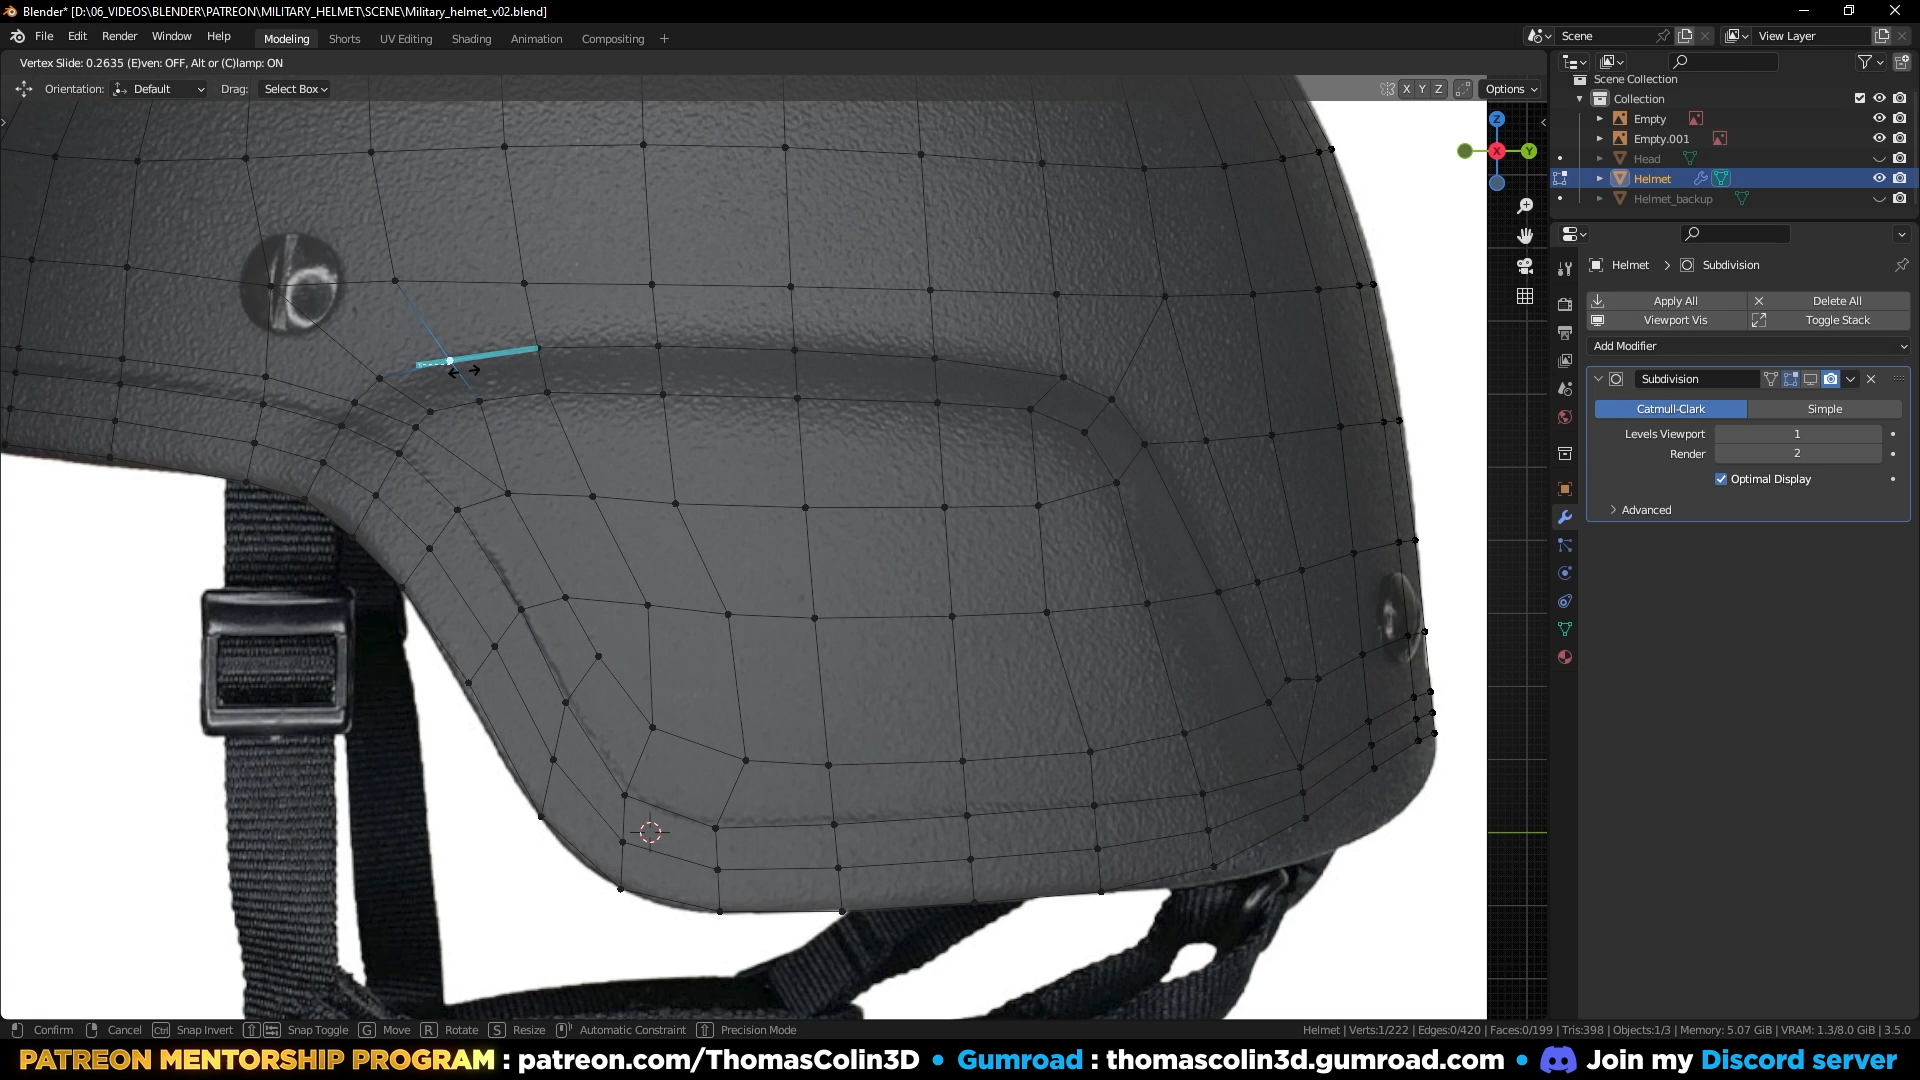 Blender* [D:\06_VIDEOS\BLENDER\PATREON\MILITARY_HELMET\SCENE\Military_helmet_v02.blend]
File Edit Render Window Help Modeling Shorts UV Editing Shading Animation Compositing + Scene View Layer
Vertex Slide: 0.2635 (E)ven: OFF, Alt or (C)lamp: ON
Orientation: Default Drag: Select Box X Y Z Options
Scene Collection
Collection
Empty
Empty.001
Head
Helmet
Helmet_backup
Z
X
Y
Helmet > Subdivision
Apply All Delete All
Viewport Vis Toggle Stack
Add Modifier
Subdivision
Catmull-Clark Simple
Levels Viewport 1
Render 2
Optimal Display
Advanced
Confirm Cancel Ctrl Snap Invert Snap Toggle G Move R Rotate S Resize Automatic Constraint Precision Mode Helmet | Verts:1/222 | Edges:0/420 | Faces:0/199 | Tris:398 | Objects:1/3 | Memory: 5.07 GiB | VRAM: 1.3/8.0 GiB | 3.5.0
PATREON MENTORSHIP PROGRAM : patreon.com/ThomasColin3D • Gumroad : thomascolin3d.gumroad.com • Join my Discord server